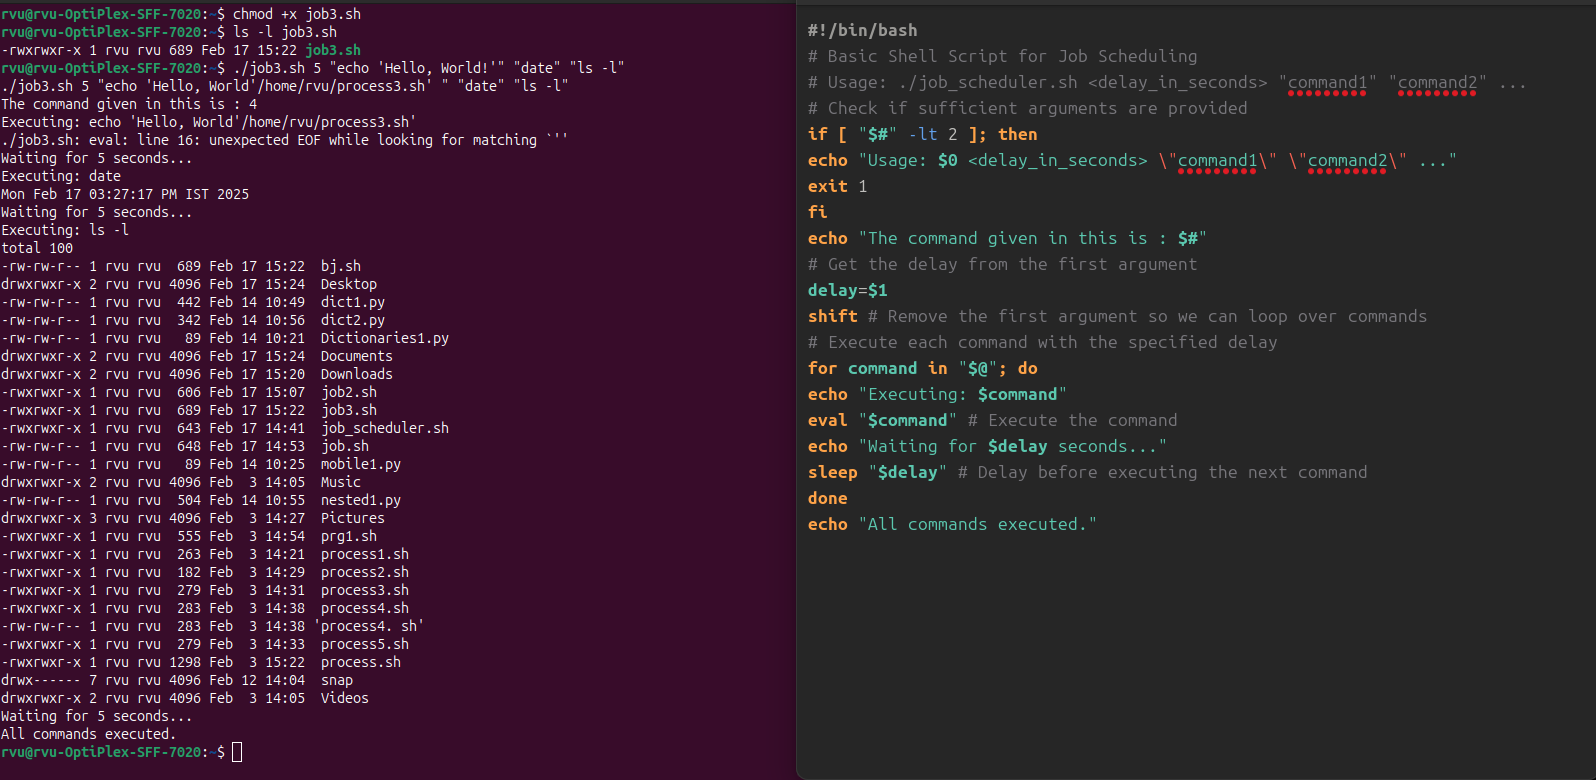 rvu@rvu-OptiPlex-SFF-7020:~$ chmod +x job3.sh
rvu@rvu-OptiPlex-SFF-7020:~$ ls -l job3.sh
-rwxrwxr-x 1 rvu rvu 689 Feb 17 15:22 job3.sh
rvu@rvu-OptiPlex-SFF-7020:~$ ./job3.sh 5 "echo 'Hello, World!'" "date" "ls -l"
./job3.sh 5 "echo 'Hello, World'/home/rvu/process3.sh' " "date" "ls -l"
The command given in this is : 4
Executing: echo 'Hello, World'/home/rvu/process3.sh'
./job3.sh: eval: line 16: unexpected EOF while looking for matching `''
Waiting for 5 seconds...
Executing: date
Mon Feb 17 03:27:17 PM IST 2025
Waiting for 5 seconds...
Executing: ls -l
total 100
-rw-rw-r-- 1 rvu rvu  689 Feb 17 15:22  bj.sh
drwxrwxr-x 2 rvu rvu 4096 Feb 17 15:24  Desktop
-rw-rw-r-- 1 rvu rvu  442 Feb 14 10:49  dict1.py
-rw-rw-r-- 1 rvu rvu  342 Feb 14 10:56  dict2.py
-rw-rw-r-- 1 rvu rvu   89 Feb 14 10:21  Dictionaries1.py
drwxrwxr-x 2 rvu rvu 4096 Feb 17 15:24  Documents
drwxrwxr-x 2 rvu rvu 4096 Feb 17 15:20  Downloads
-rwxrwxr-x 1 rvu rvu  606 Feb 17 15:07  job2.sh
-rwxrwxr-x 1 rvu rvu  689 Feb 17 15:22  job3.sh
-rwxrwxr-x 1 rvu rvu  643 Feb 17 14:41  job_scheduler.sh
-rwxrwxr-x 1 rvu rvu  648 Feb 17 14:53  job.sh
-rw-rw-r-- 1 rvu rvu   89 Feb 14 10:25  mobile1.py
drwxrwxr-x 2 rvu rvu 4096 Feb  3 14:05  Music
-rw-rw-r-- 1 rvu rvu  504 Feb 14 10:55  nested1.py
drwxrwxr-x 3 rvu rvu 4096 Feb  3 14:27  Pictures
-rwxrwxr-x 1 rvu rvu  555 Feb  3 14:54  prg1.sh
-rwxrwxr-x 1 rvu rvu  263 Feb  3 14:21  process1.sh
-rwxrwxr-x 1 rvu rvu  182 Feb  3 14:29  process2.sh
-rwxrwxr-x 1 rvu rvu  279 Feb  3 14:31  process3.sh
-rwxrwxr-x 1 rvu rvu  283 Feb  3 14:38  process4.sh
-rwxrwxr-x 1 rvu rvu  283 Feb  3 14:38 'process4. sh'
-rwxrwxr-x 1 rvu rvu  279 Feb  3 14:33  process5.sh
-rwxrwxr-x 1 rvu rvu 1298 Feb  3 15:22  process.sh
drwx------ 7 rvu rvu 4096 Feb 12 14:04  snap
drwxrwxr-x 2 rvu rvu 4096 Feb  3 14:05  Videos
Waiting for 5 seconds...
All commands executed.
rvu@rvu-OptiPlex-SFF-7020:~$
#!/bin/bash
# Basic Shell Script for Job Scheduling
# Usage: ./job_scheduler.sh <delay_in_seconds> "command1" "command2" ...
# Check if sufficient arguments are provided
if [ "$#" -lt 2 ]; then
echo "Usage: $0 <delay_in_seconds> \"command1\" \"command2\" ..."
exit 1
fi
echo "The command given in this is : $#"
# Get the delay from the first argument
delay=$1
shift # Remove the first argument so we can loop over commands
# Execute each command with the specified delay
for command in "$@"; do
echo "Executing: $command"
eval "$command" # Execute the command
echo "Waiting for $delay seconds..."
sleep "$delay" # Delay before executing the next command
done
echo "All commands executed."